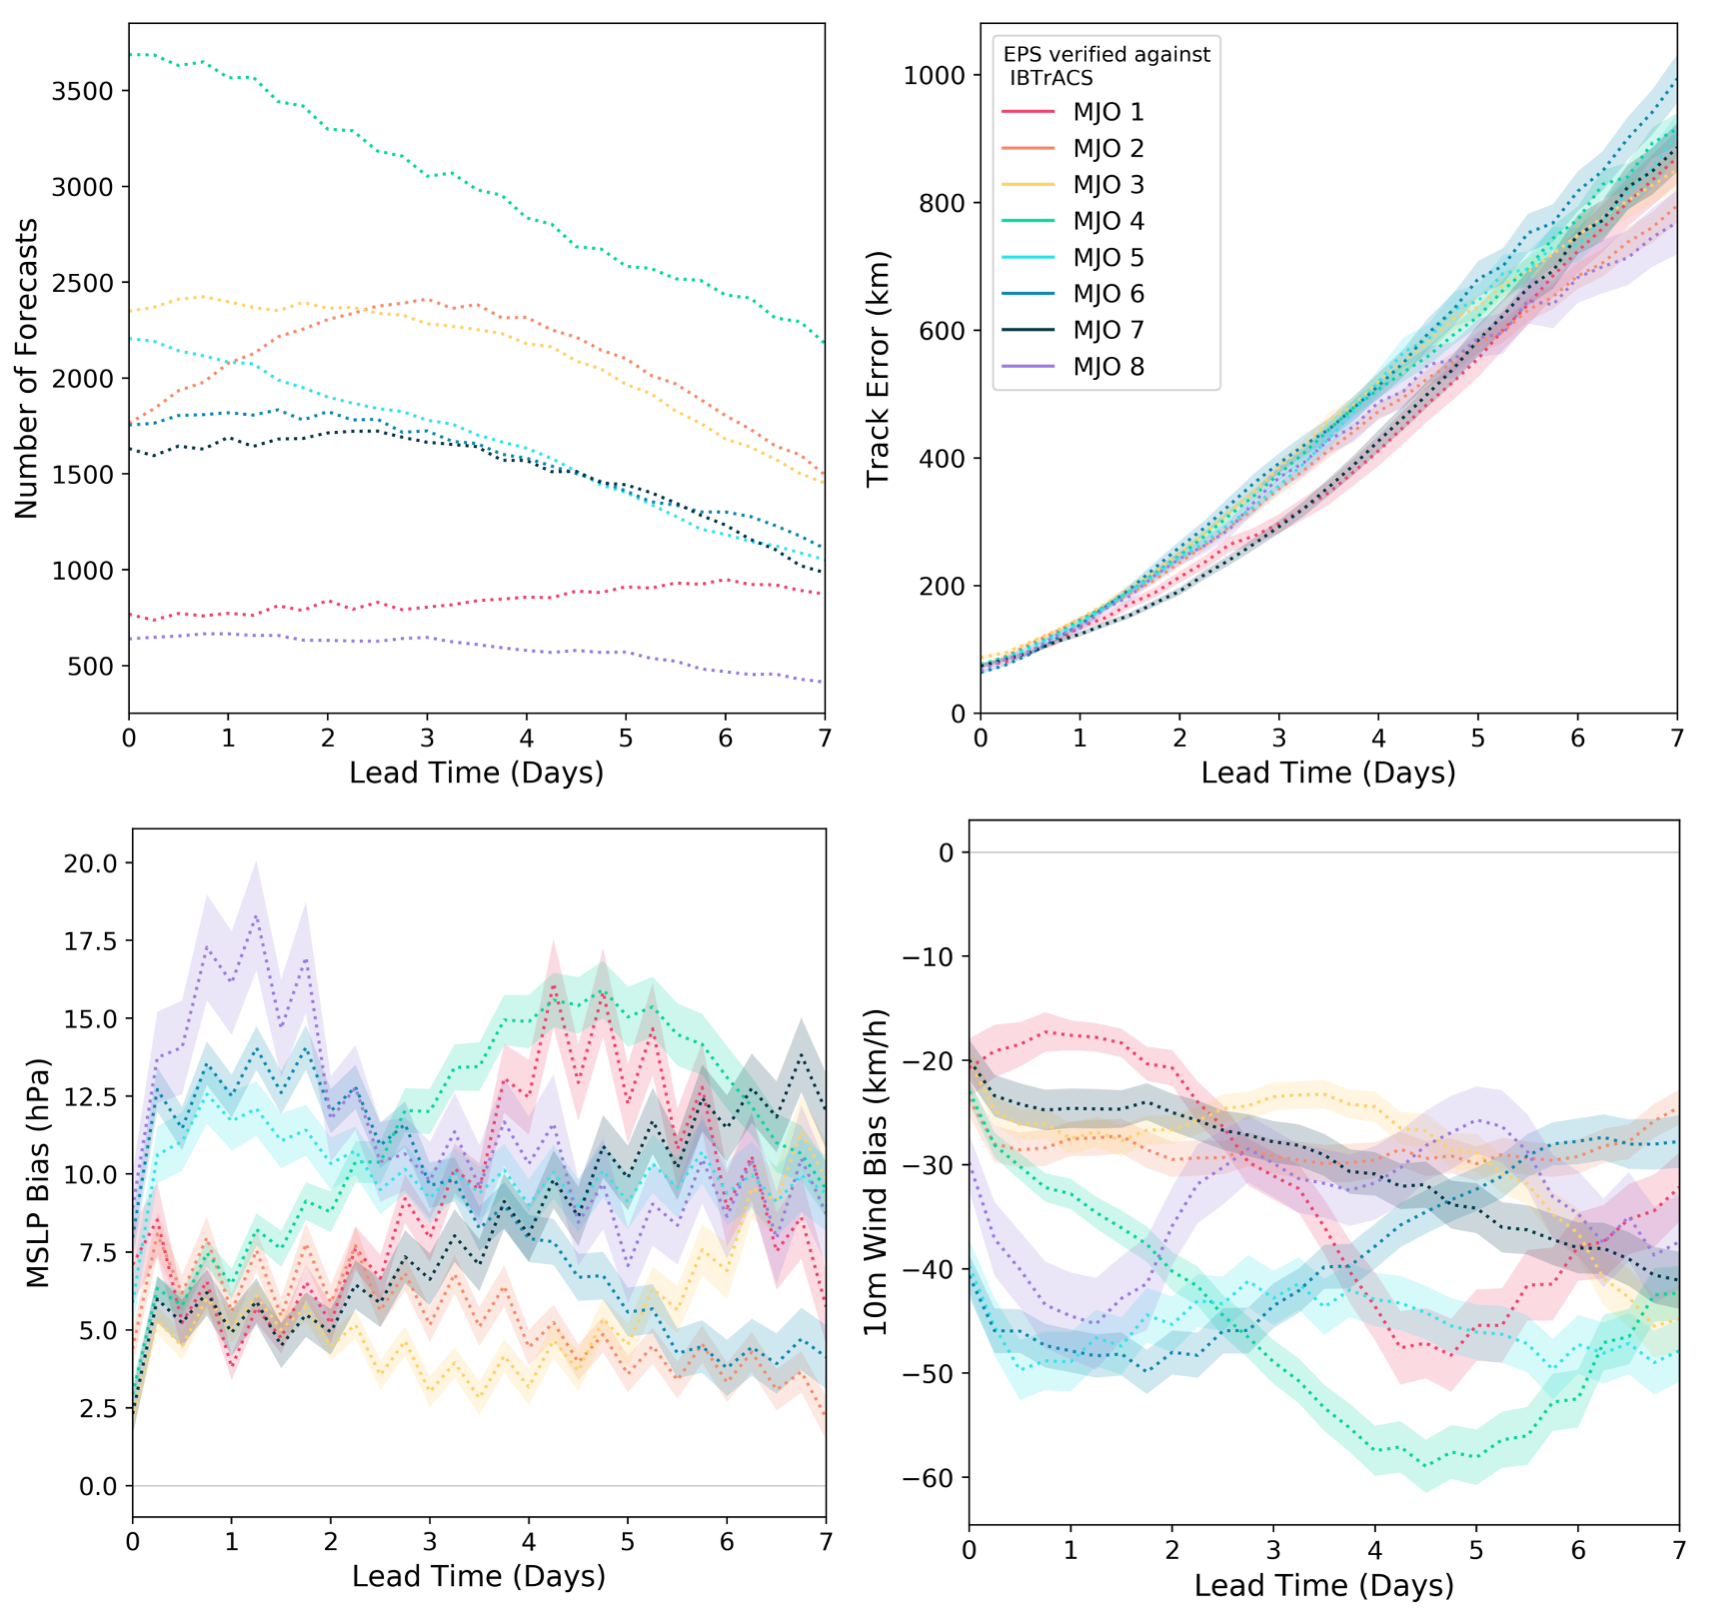 3500
3000
2500
2000
1500
1000
500
Number of Forecasts
0 1 2 3 4 5 6 7
Lead Time (Days)
1000
800
600
400
200
0
Track Error (km)
EPS verified against
IBTrACS
MJO 1
MJO 2
MJO 3
MJO 4
MJO 5
MJO 6
MJO 7
MJO 8
0 1 2 3 4 5 6 7
Lead Time (Days)
20.0
17.5
15.0
12.5
10.0
7.5
5.0
2.5
0.0
MSLP Bias (hPa)
0 1 2 3 4 5 6 7
Lead Time (Days)
0
−10
−20
−30
−40
−50
−60
10m Wind Bias (km/h)
0 1 2 3 4 5 6 7
Lead Time (Days)